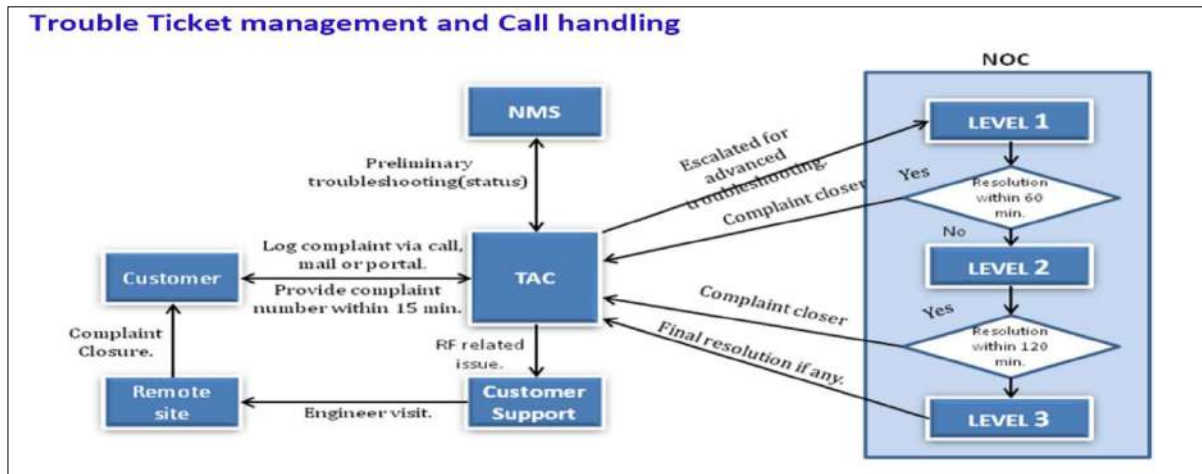 Trouble Ticket management and Call handling
NOC
NMS
LEVEL 1
Preliminary
troubleshooting(status)
Escalated for
advanced
troubleshooting.
Complaint closer
Yes
Resolution
within 60
min.
No
Log complaint via call,
mail or portal.
Customer
TAC
Provide complaint
number within 15 min.
LEVEL 2
Complaint closer
Yes
Resolution
within 120
min.
Complaint
Closure.
RF related
issue.
Final resolution if any.
Remote
site
Engineer visit.
Customer
Support
LEVEL 3